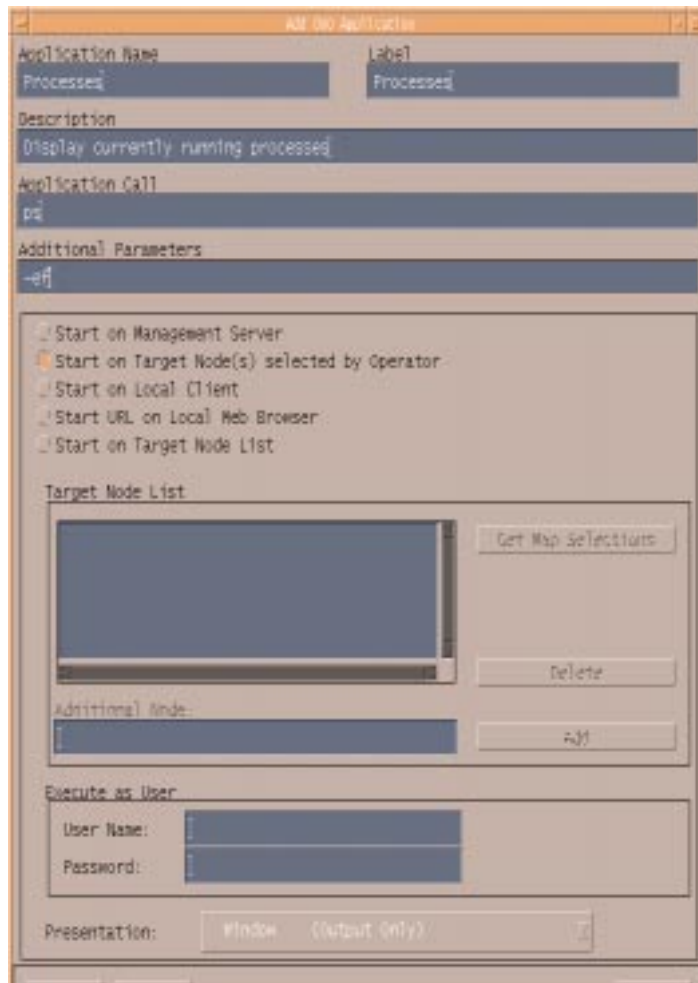 Add OpO Application
Application Name
Label
Processes
Processes
Description
Display currently running processes
Application Call
ps
Additional Parameters
-ef
Start on Management Server
Start on Target Node(s) selected by Operator
Start on Local Client
Start URL on Local Web Browser
Start on Target Node List
Target Node List
Get Map Selections
Delete
Additional Node:
Add
Execute as User
User Name:
Password:
Presentation:
Window (Output Only)